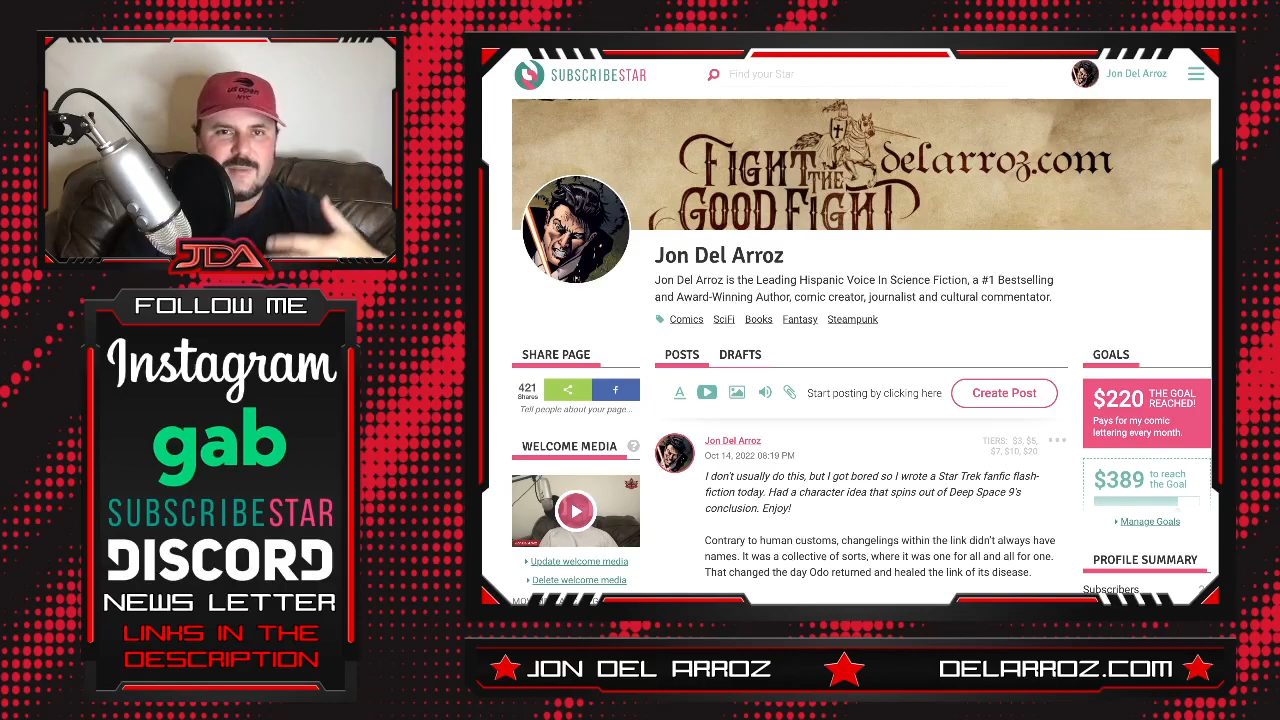 us open
NYC
JDA
FOLLOW ME
Instagram
gab
SUBSCRIBESTAR
DISCORD
NEWS LETTER
LINKS IN THE
DESCRIPTION
SUBSCRIBESTAR
Find your Star
Jon Del Arroz
FIGHT THE GOOD FIGHT
delarroz.com
Jon Del Arroz
Jon Del Arroz is the Leading Hispanic Voice In Science Fiction, a #1 Bestselling
and Award-Winning Author, comic creator, journalist and cultural commentator.
Comics SciFi Books Fantasy Steampunk
SHARE PAGE
421
Shares
Tell people about your page...
WELCOME MEDIA
Update welcome media
Delete welcome media
POSTS DRAFTS
Start posting by clicking here
Create Post
Jon Del Arroz
Oct 14, 2022 08:19 PM
TIERS: $3, $5,
$7, $10, $20
I don't usually do this, but I got bored so I wrote a Star Trek fanfic flash-
fiction today. Had a character idea that spins out of Deep Space 9's
conclusion. Enjoy!
Contrary to human customs, changelings within the link didn't always have
names. It was a collective of sorts, where it was one for all and all for one.
That changed the day Odo returned and healed the link of its disease.
GOALS
$220 THE GOAL
REACHED!
Pays for my comic
lettering every month.
$389 to reach
the Goal
Manage Goals
PROFILE SUMMARY
Subscribers
JON DEL ARROZ
DELARROZ.COM